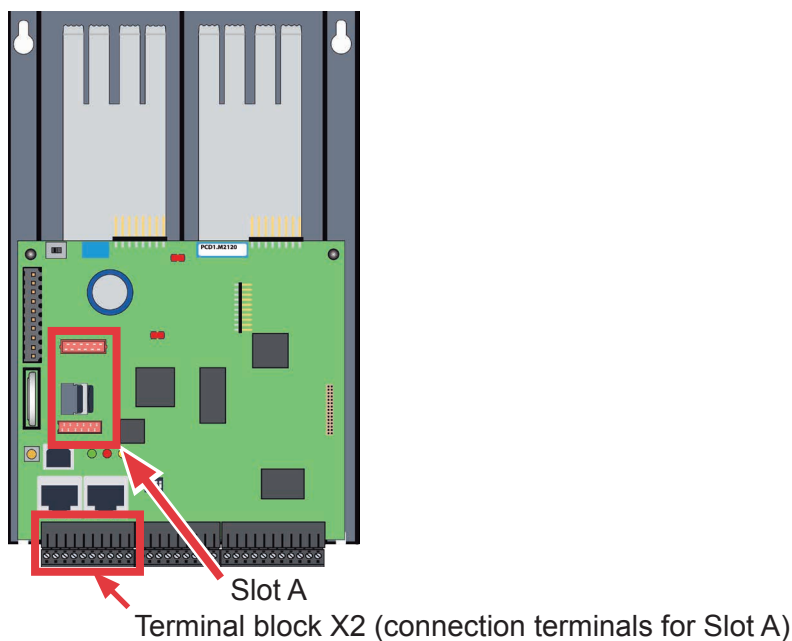 PCD1.M2120
Slot A
Terminal block X2 (connection terminals for Slot A)